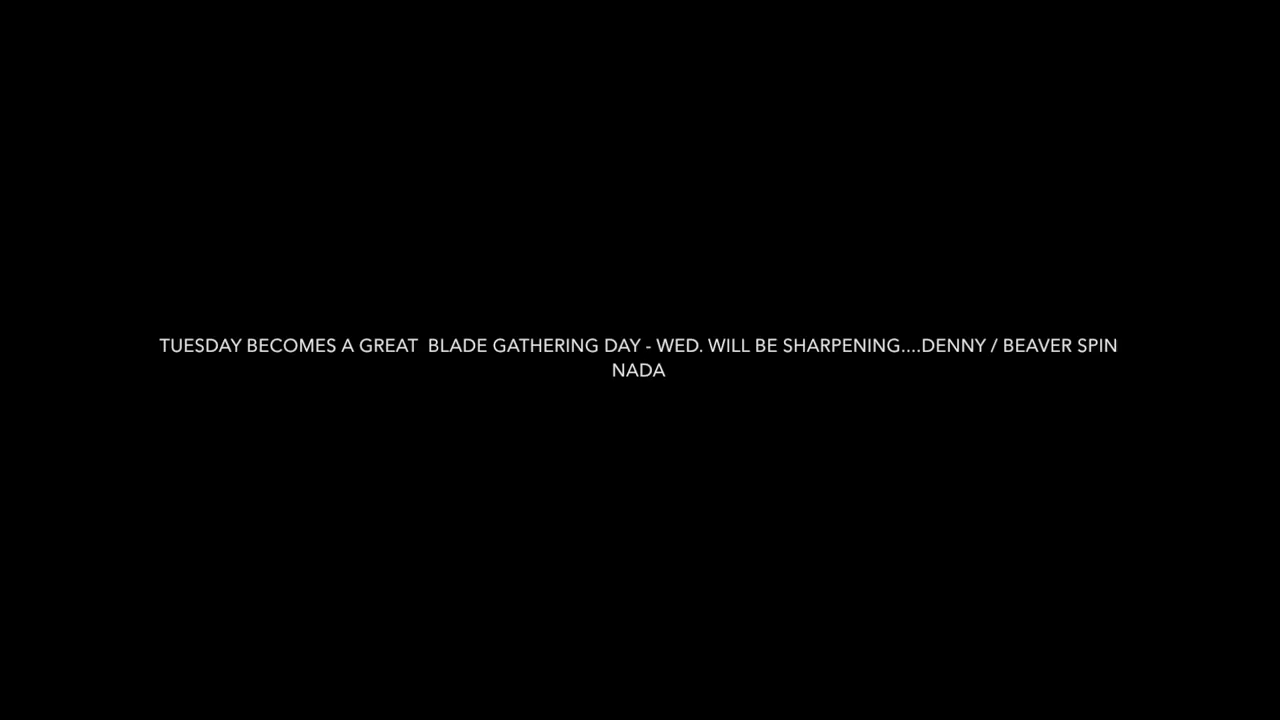 TUESDAY BECOMES A GREAT  BLADE GATHERING DAY - WED. WILL BE SHARPENING....DENNY / BEAVER SPIN
NADA